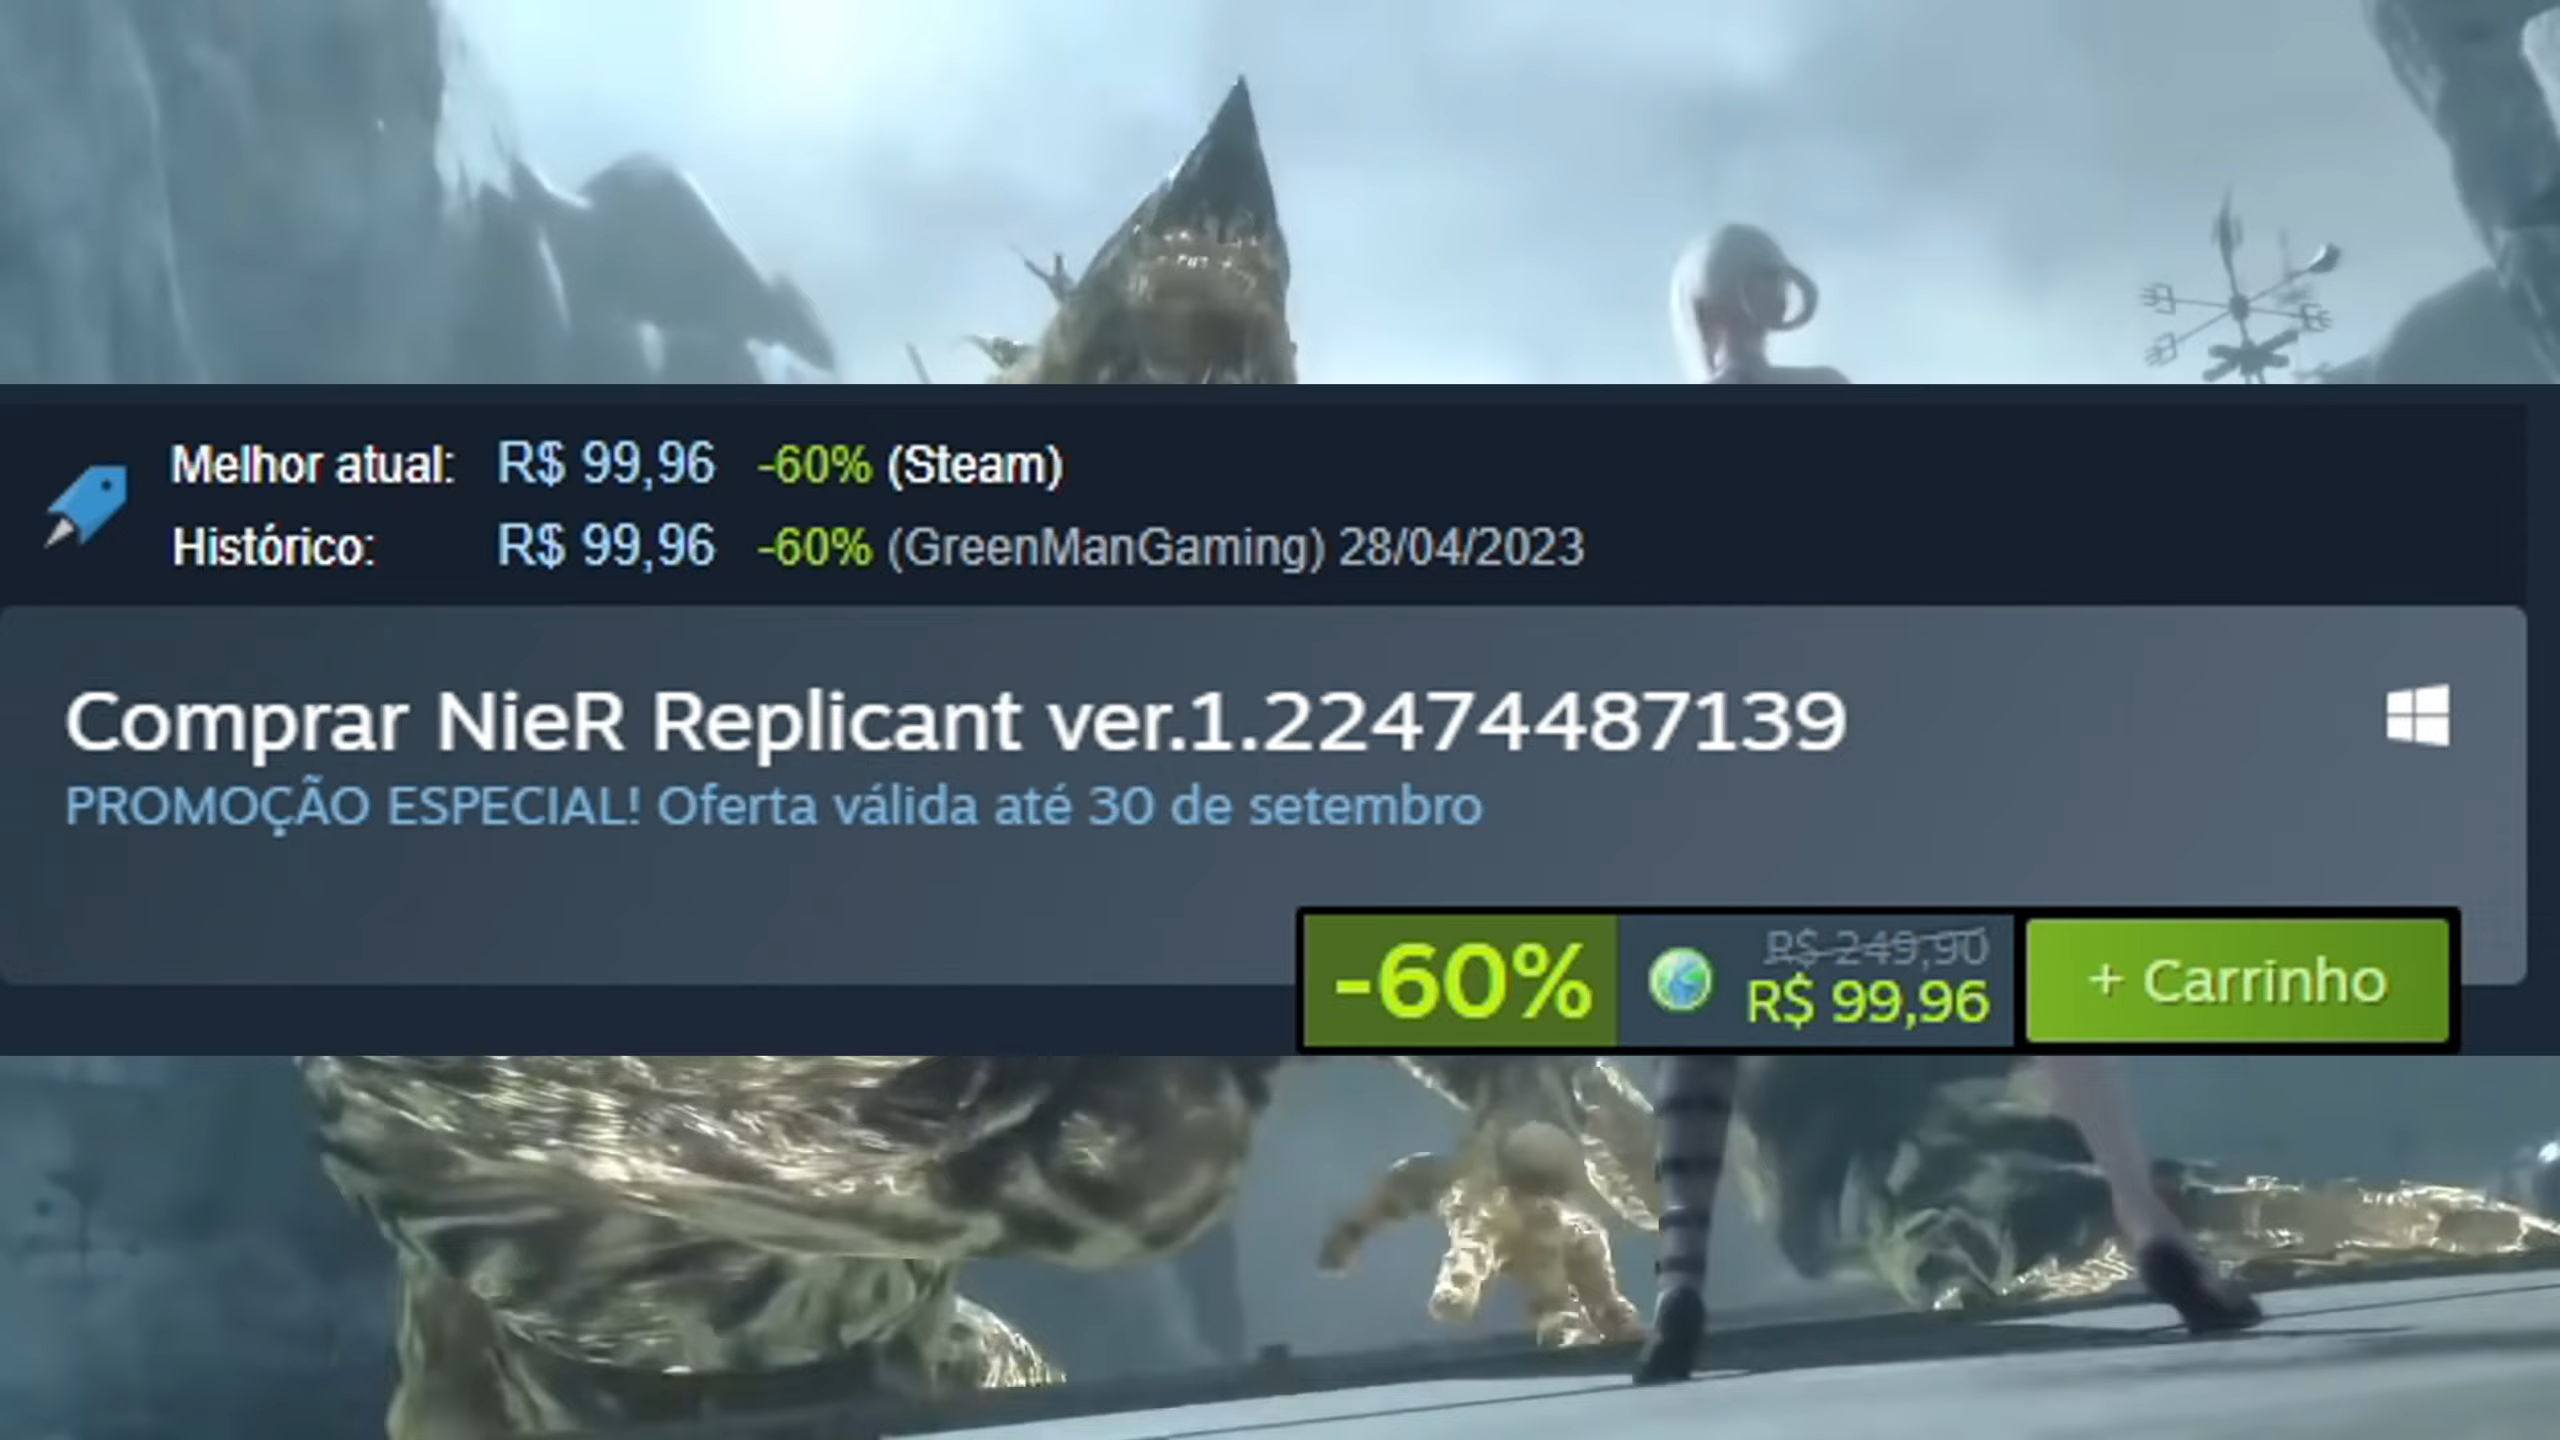 Melhor atual: R$ 99,96 -60% (Steam)
Histórico: R$ 99,96 -60% (GreenManGaming) 28/04/2023
Comprar NieR Replicant ver.1.22474487139
PROMOÇÃO ESPECIAL! Oferta válida até 30 de setembro
-60%
R$ 249,90
R$ 99,96
+ Carrinho